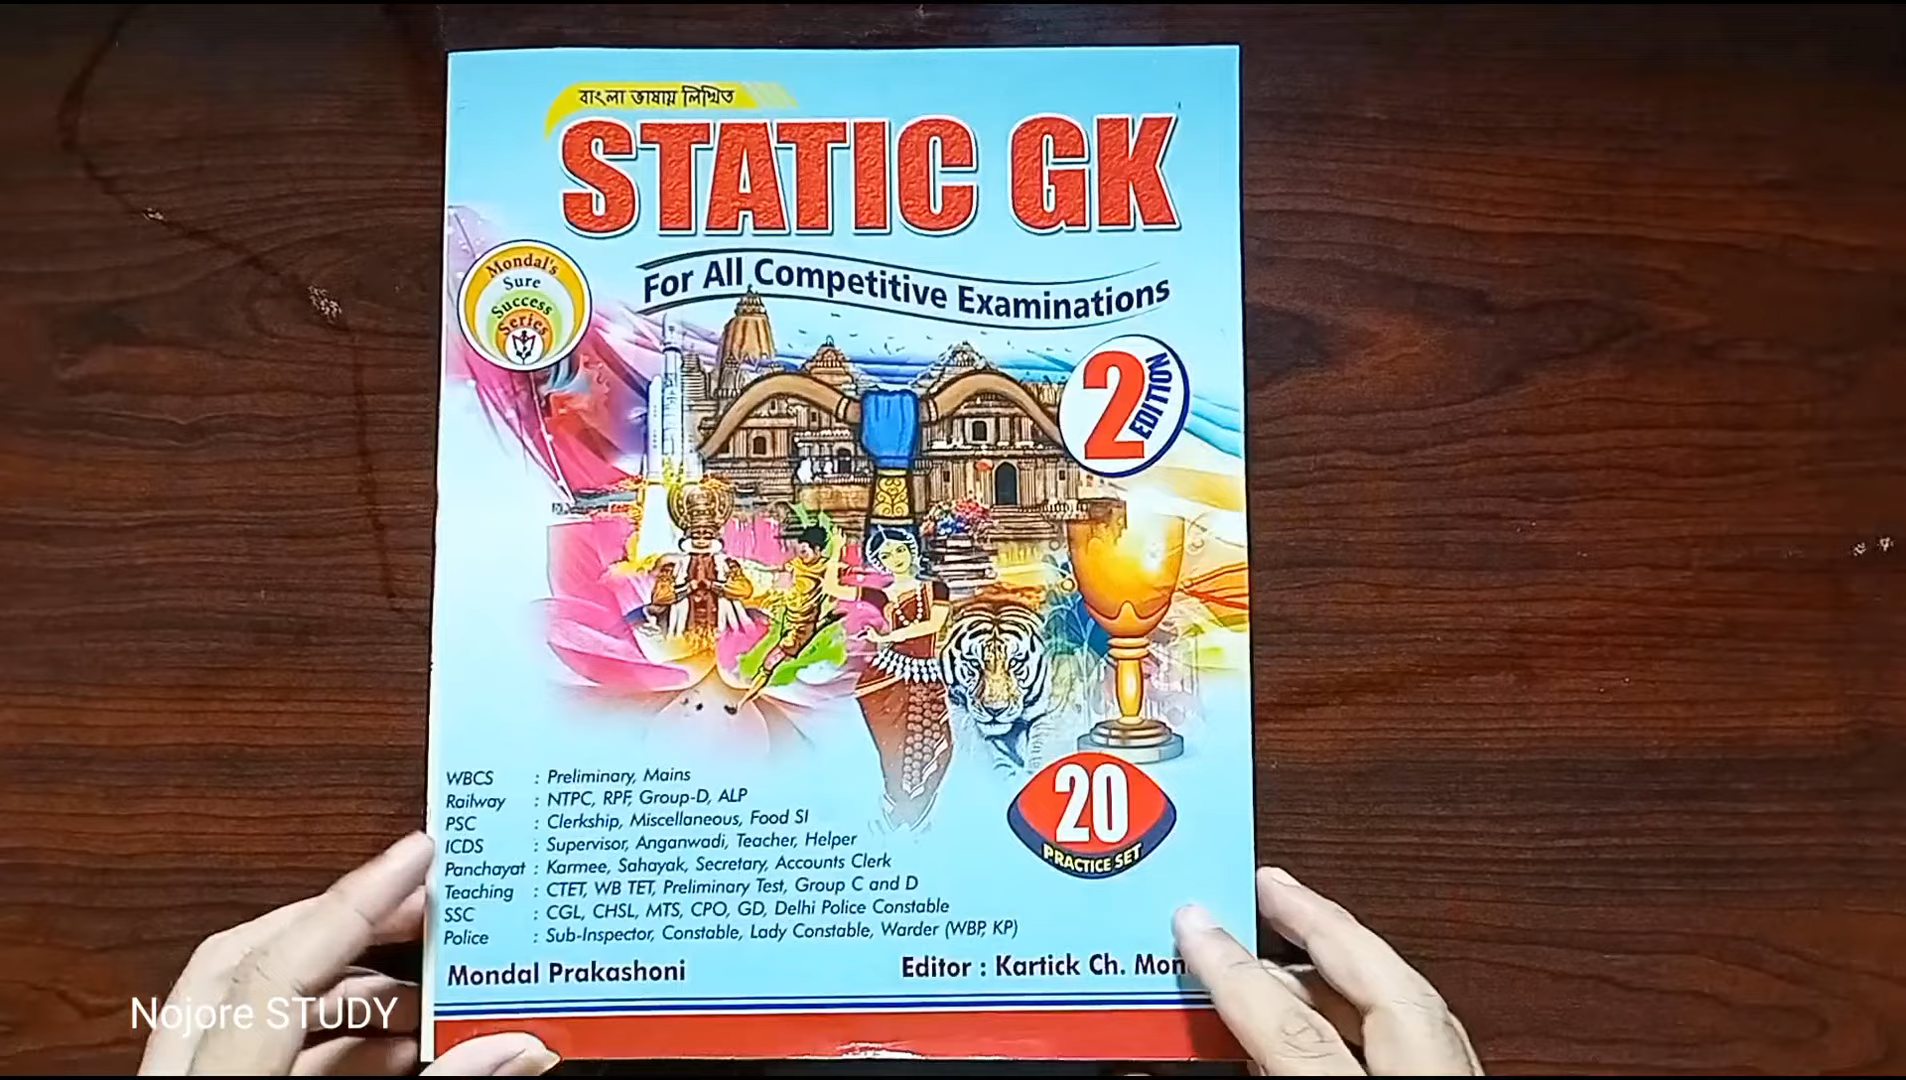 বাংলা ভাষায় লিখিত
STATIC GK
For All Competitive Examinations
Mondal's
Sure
Success
Series
2
EDITION
20
PRACTICE SET
WBCS : Preliminary, Mains
Railway : NTPC, RPF, Group-D, ALP
PSC : Clerkship, Miscellaneous, Food SI
ICDS : Supervisor, Anganwadi, Teacher, Helper
Panchayat : Karmee, Sahayak, Secretary, Accounts Clerk
Teaching : CTET, WB TET, Preliminary Test, Group C and D
SSC : CGL, CHSL, MTS, CPO, GD, Delhi Police Constable
Police : Sub-Inspector, Constable, Lady Constable, Warder (WBP, KP)
Mondal Prakashoni
Editor : Kartick Ch.
Nojore STUDY